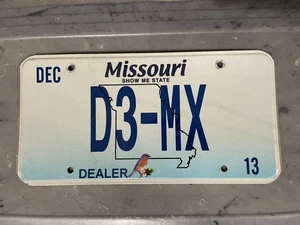 DEC Missouri
SHOW ME STATE
D3-MX
DEALER 13